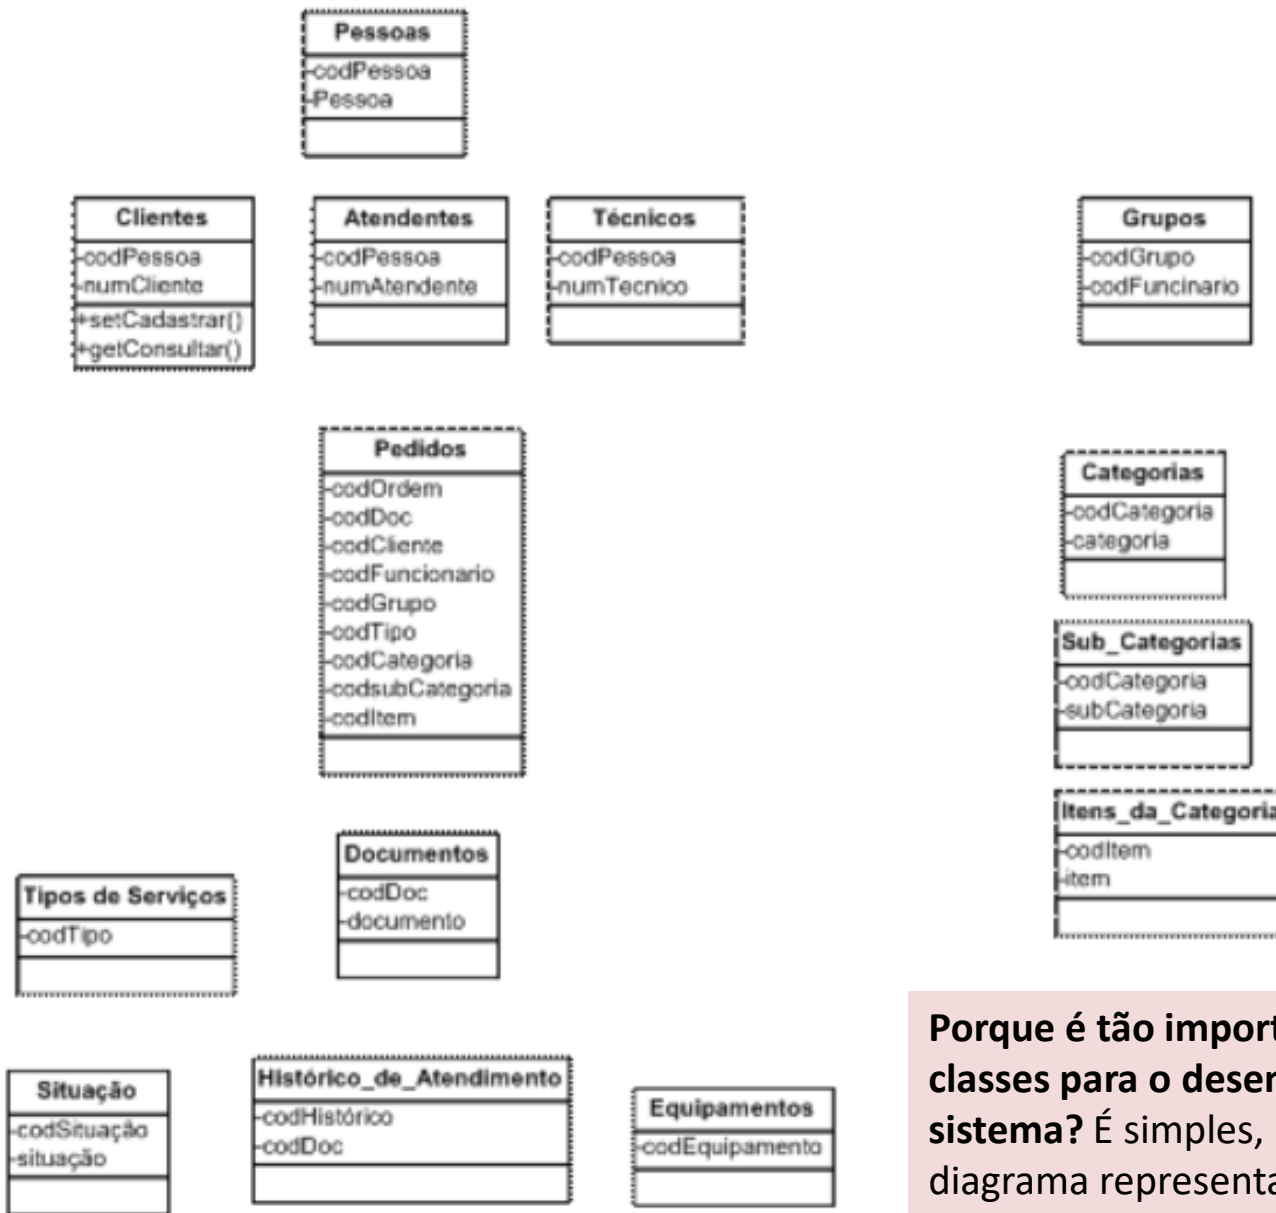 Pessoas
-codPessoa
-Pessoa
Clientes
-codPessoa
-numCliente
+setCadastrar()
+getConsultar()
Atendentes
-codPessoa
-numAtendente
Técnicos
-codPessoa
-numTecnico
Grupos
-codGrupo
-codFuncinario
Pedidos
-codOrdem
-codDoc
-codCliente
-codFuncionario
-codGrupo
-codTipo
-codCategoria
-codsubCategoria
-codItem
Categorias
-codCategoria
-categoria
Sub_Categorias
-codCategoria
-subCategoria
Itens_da_Categoria
-codItem
-item
Documentos
-codDoc
-documento
Tipos de Serviços
-codTipo
Situação
-codSituação
-situação
Histórico_de_Atendimento
-codHistórico
-codDoc
Equipamentos
-codEquipamento
Porque é tão import
classes para o deser
sistema? É simples,
diagrama representa